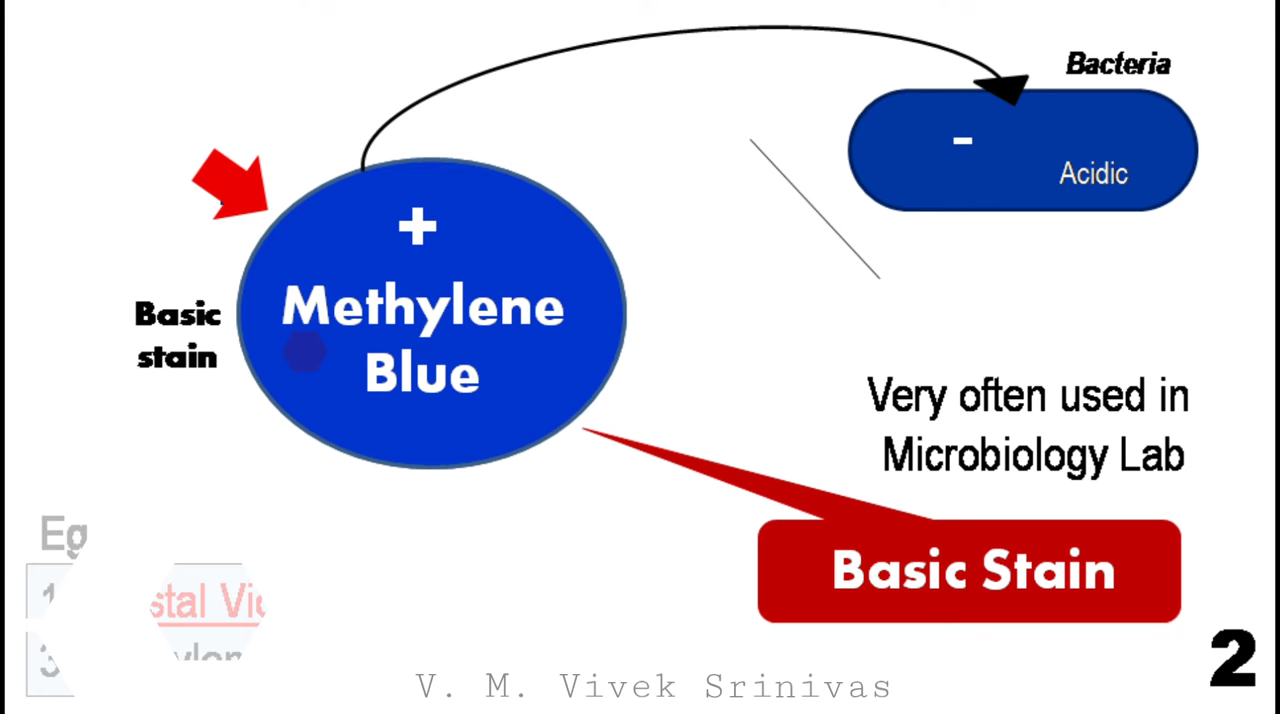 Bacteria
-
Acidic
+
Methylene
Blue
Basic
stain
Very often used in
Microbiology Lab
Basic Stain
Eg
2
V. M. Vivek Srinivas